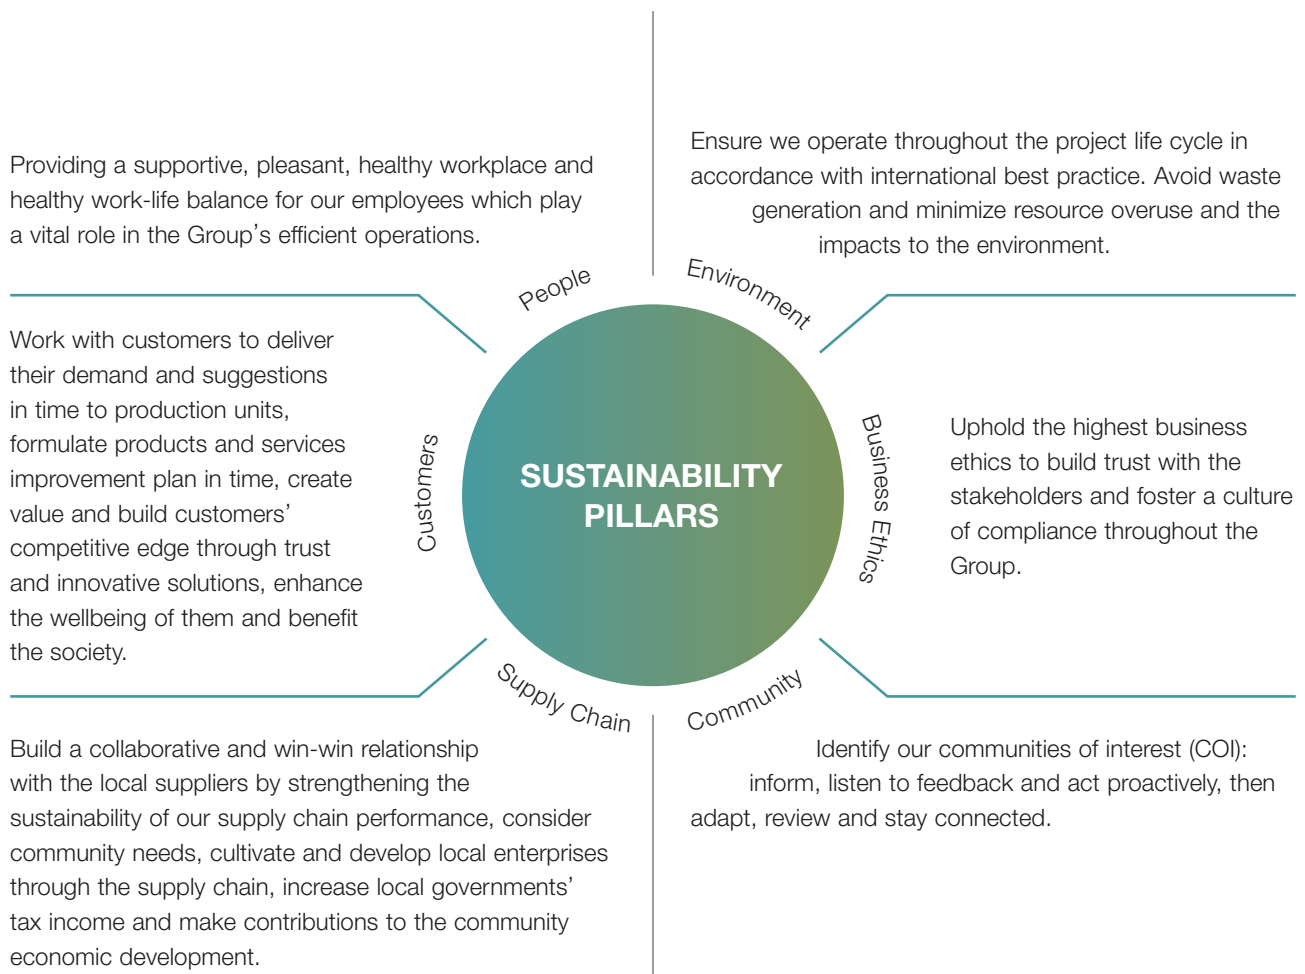 Providing a supportive, pleasant, healthy workplace and
healthy work-life balance for our employees which play
a vital role in the Group’s efficient operations.
Ensure we operate throughout the project life cycle in
accordance with international best practice. Avoid waste
generation and minimize resource overuse and the
impacts to the environment.
People
Environment
Work with customers to deliver
their demand and suggestions
in time to production units,
formulate products and services
improvement plan in time, create
value and build customers’
competitive edge through trust
and innovative solutions, enhance
the wellbeing of them and benefit
the society.
Customers
SUSTAINABILITY
PILLARS
Business Ethics
Uphold the highest business
ethics to build trust with the
stakeholders and foster a culture
of compliance throughout the
Group.
Supply Chain
Community
Build a collaborative and win-win relationship
with the local suppliers by strengthening the
sustainability of our supply chain performance, consider
community needs, cultivate and develop local enterprises
through the supply chain, increase local governments’
tax income and make contributions to the community
economic development.
Identify our communities of interest (COI):
inform, listen to feedback and act proactively, then
adapt, review and stay connected.